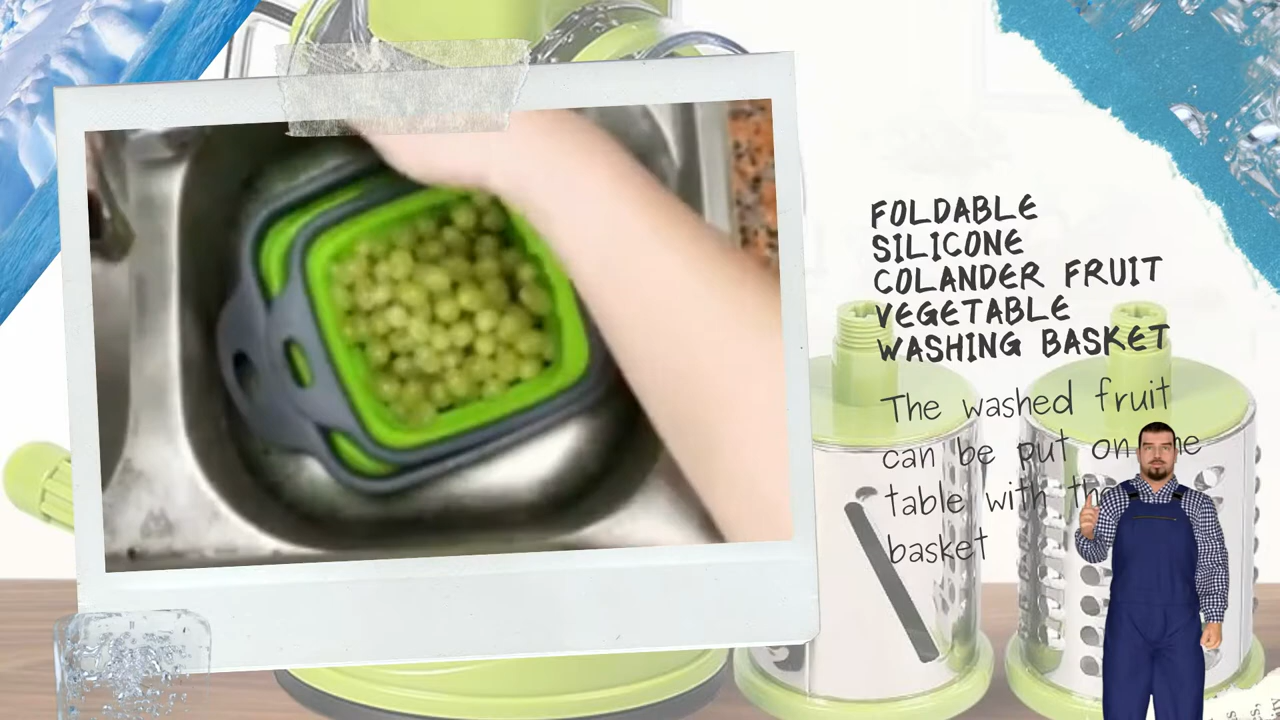 FOLDABLE
SILICONE
COLANDER FRUIT
VEGETABLE
WASHING BASKET
The washed fruit
can be put on
table with
basket